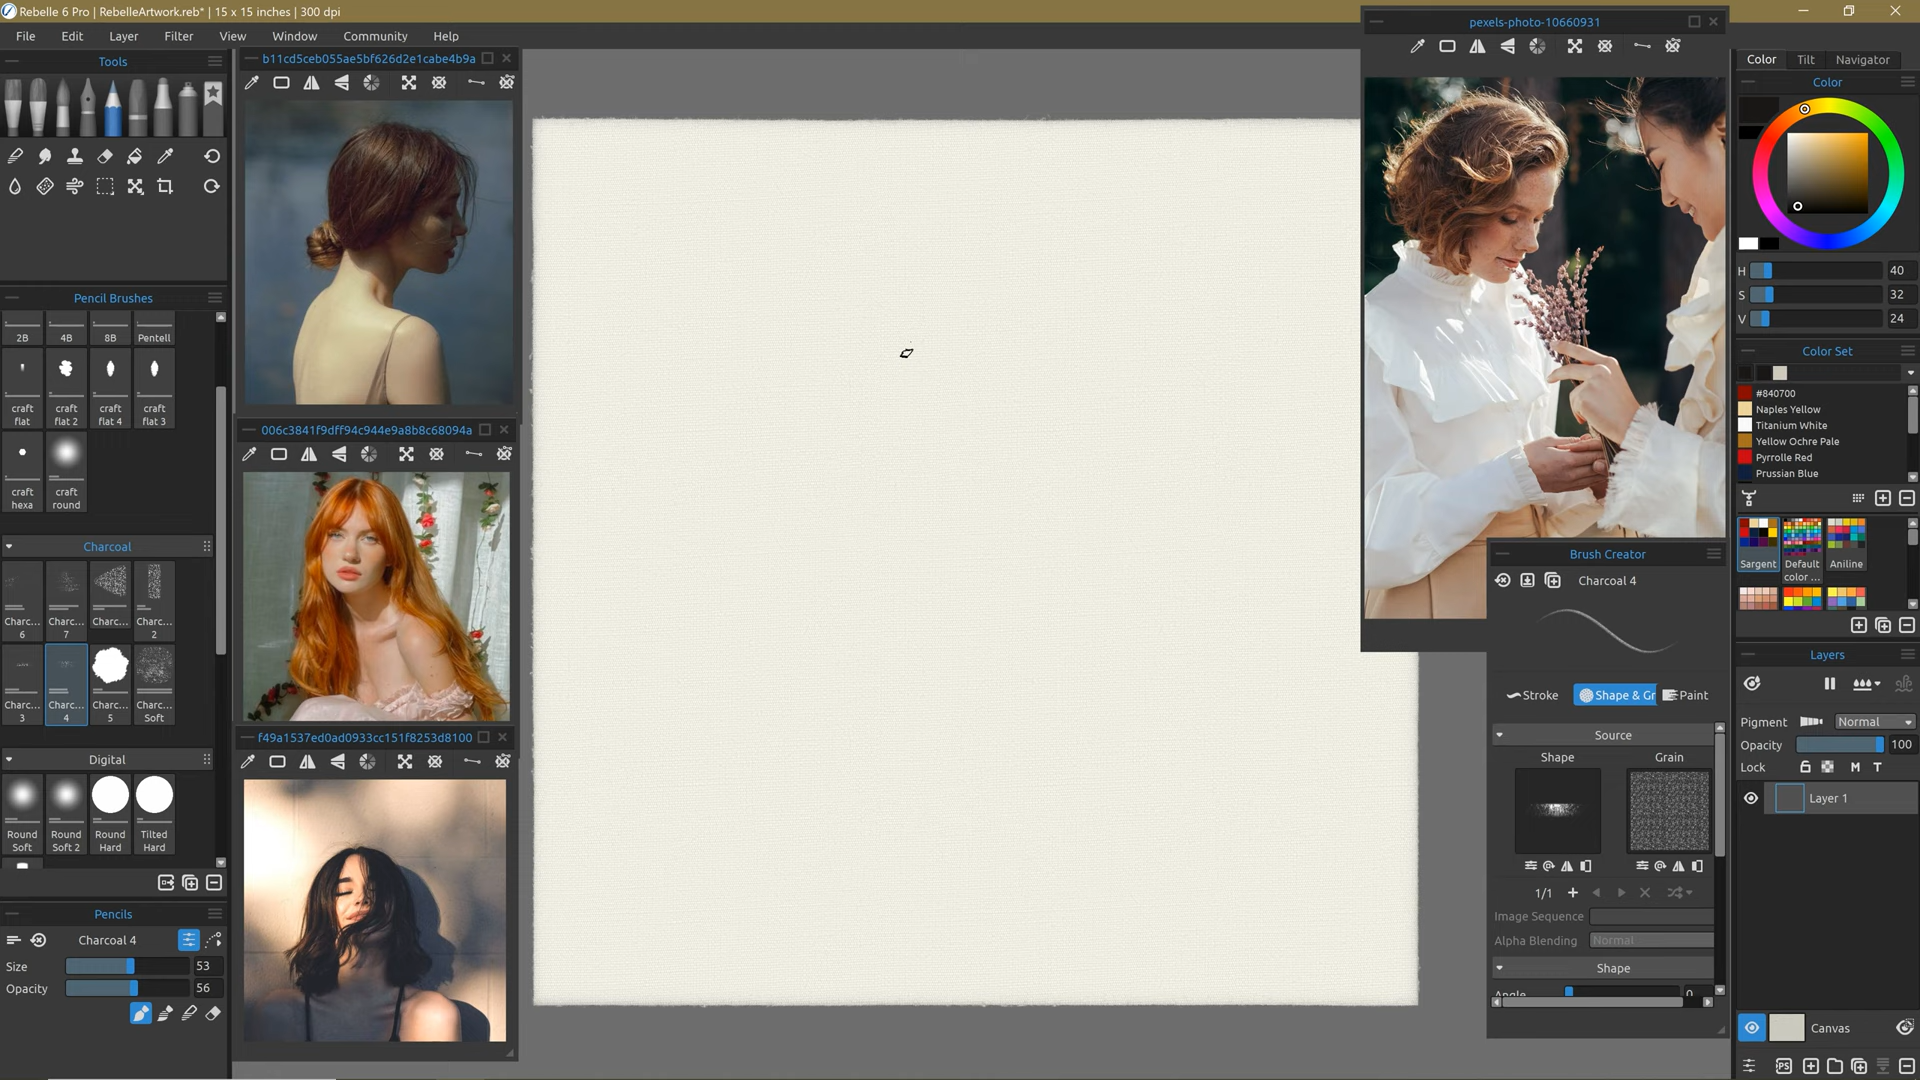 Rebelle 6 Pro | RebelleArtwork.reb* | 15 x 15 inches | 300 dpi
File Edit Layer Filter View Window Community Help
Tools
Pencil Brushes
2B 4B 8B Pentell
craft flat
craft flat 2
craft flat 4
craft flat 3
craft hexa
craft round
Charcoal
Charc... 6
Charc... 7
Charc...
Charc... 2
Charc... 3
Charc... 4
Charc... 5
Charc... Soft
Digital
Round Soft
Round Soft 2
Round Hard
Tilted Hard
Pencils
Charcoal 4
Size 53
Opacity 56
b11cd5ceb055ae5bf626d2e1cabe4b9a
006c3841f9dff94c944e9a8b8c68094a
f49a1537ed0ad0933cc151f8253d8100
pexels-photo-10660931
Brush Creator
Charcoal 4
Stroke Shape & Gr Paint
Source
Shape Grain
1/1
Image Sequence
Alpha Blending Normal
Shape
Angle 0
Color Tilt Navigator
Color
H 40
S 32
V 24
Color Set
#840700
Naples Yellow
Titanium White
Yellow Ochre Pale
Pyrrolle Red
Prussian Blue
Sargent
Default color ...
Aniline
Layers
Pigment Normal
Opacity 100
Lock M T
Layer 1
Canvas
PS